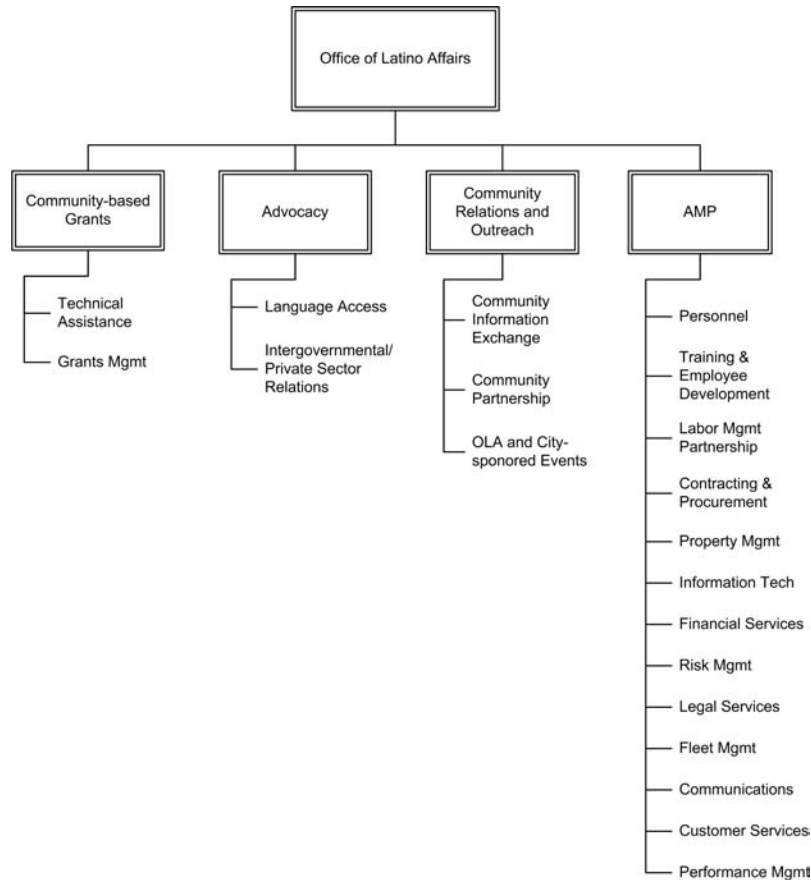 Office of Latino Affairs
Community-based
Grants
Advocacy
Community
Relations and
Outreach
AMP
Technical
Assistance
Grants Mgmt
Language Access
Intergovernmental/
Private Sector
Relations
Community
Information
Exchange
Community
Partnership
OLA and City-
sponored Events
Personnel
Training &
Employee
Development
Labor Mgmt
Partnership
Contracting &
Procurement
Property Mgmt
Information Tech
Financial Services
Risk Mgmt
Legal Services
Fleet Mgmt
Communications
Customer Services
Performance Mgmt